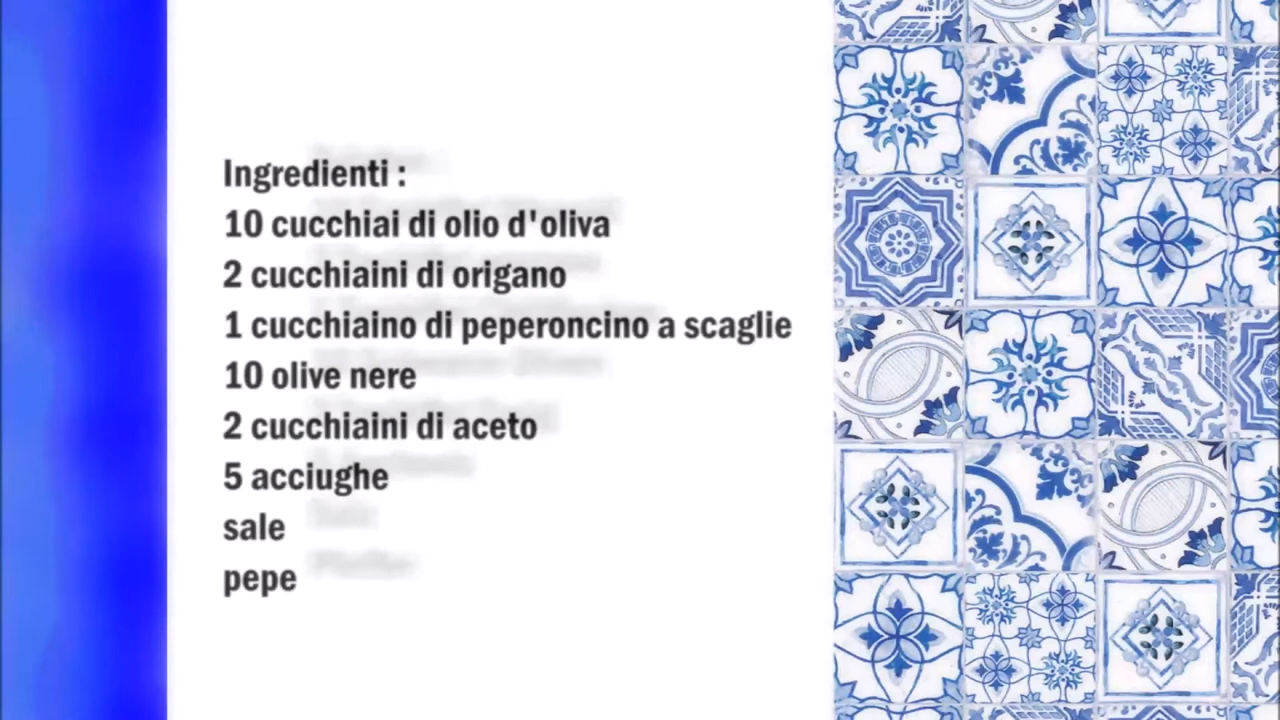 Ingredienti :
10 cucchiai di olio d'oliva
2 cucchiaini di origano
1 cucchiaino di peperoncino a scaglie
10 olive nere
2 cucchiaini di aceto
5 acciughe
sale
pepe